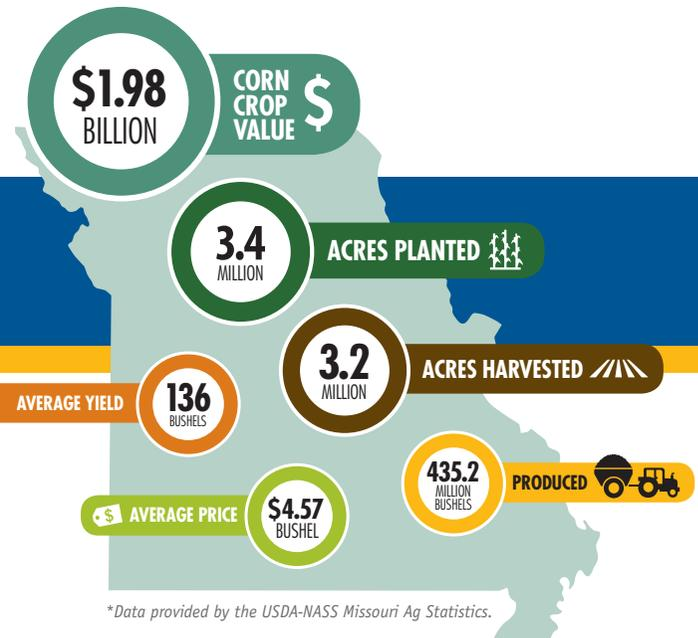 $1.98
BILLION
CORN
CROP
VALUE
$
3.4
MILLION
ACRES PLANTED
3.2
MILLION
ACRES HARVESTED
AVERAGE YIELD
136
BUSHELS
435.2
MILLION
BUSHELS
PRODUCED
$
AVERAGE PRICE
$4.57
BUSHEL
*Data provided by the USDA-NASS Missouri Ag Statistics.